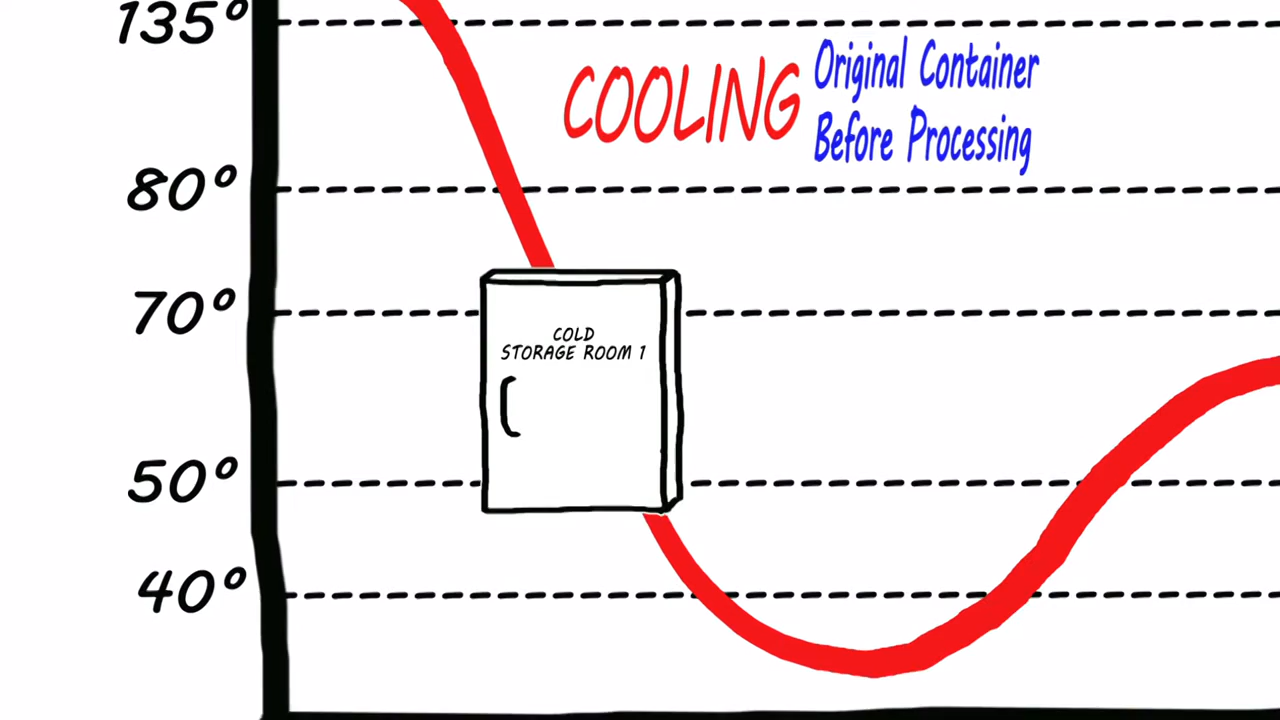 135°
COOLING
Original Container
Before Processing
80°
70°
COLD
STORAGE ROOM 1
50°
40°